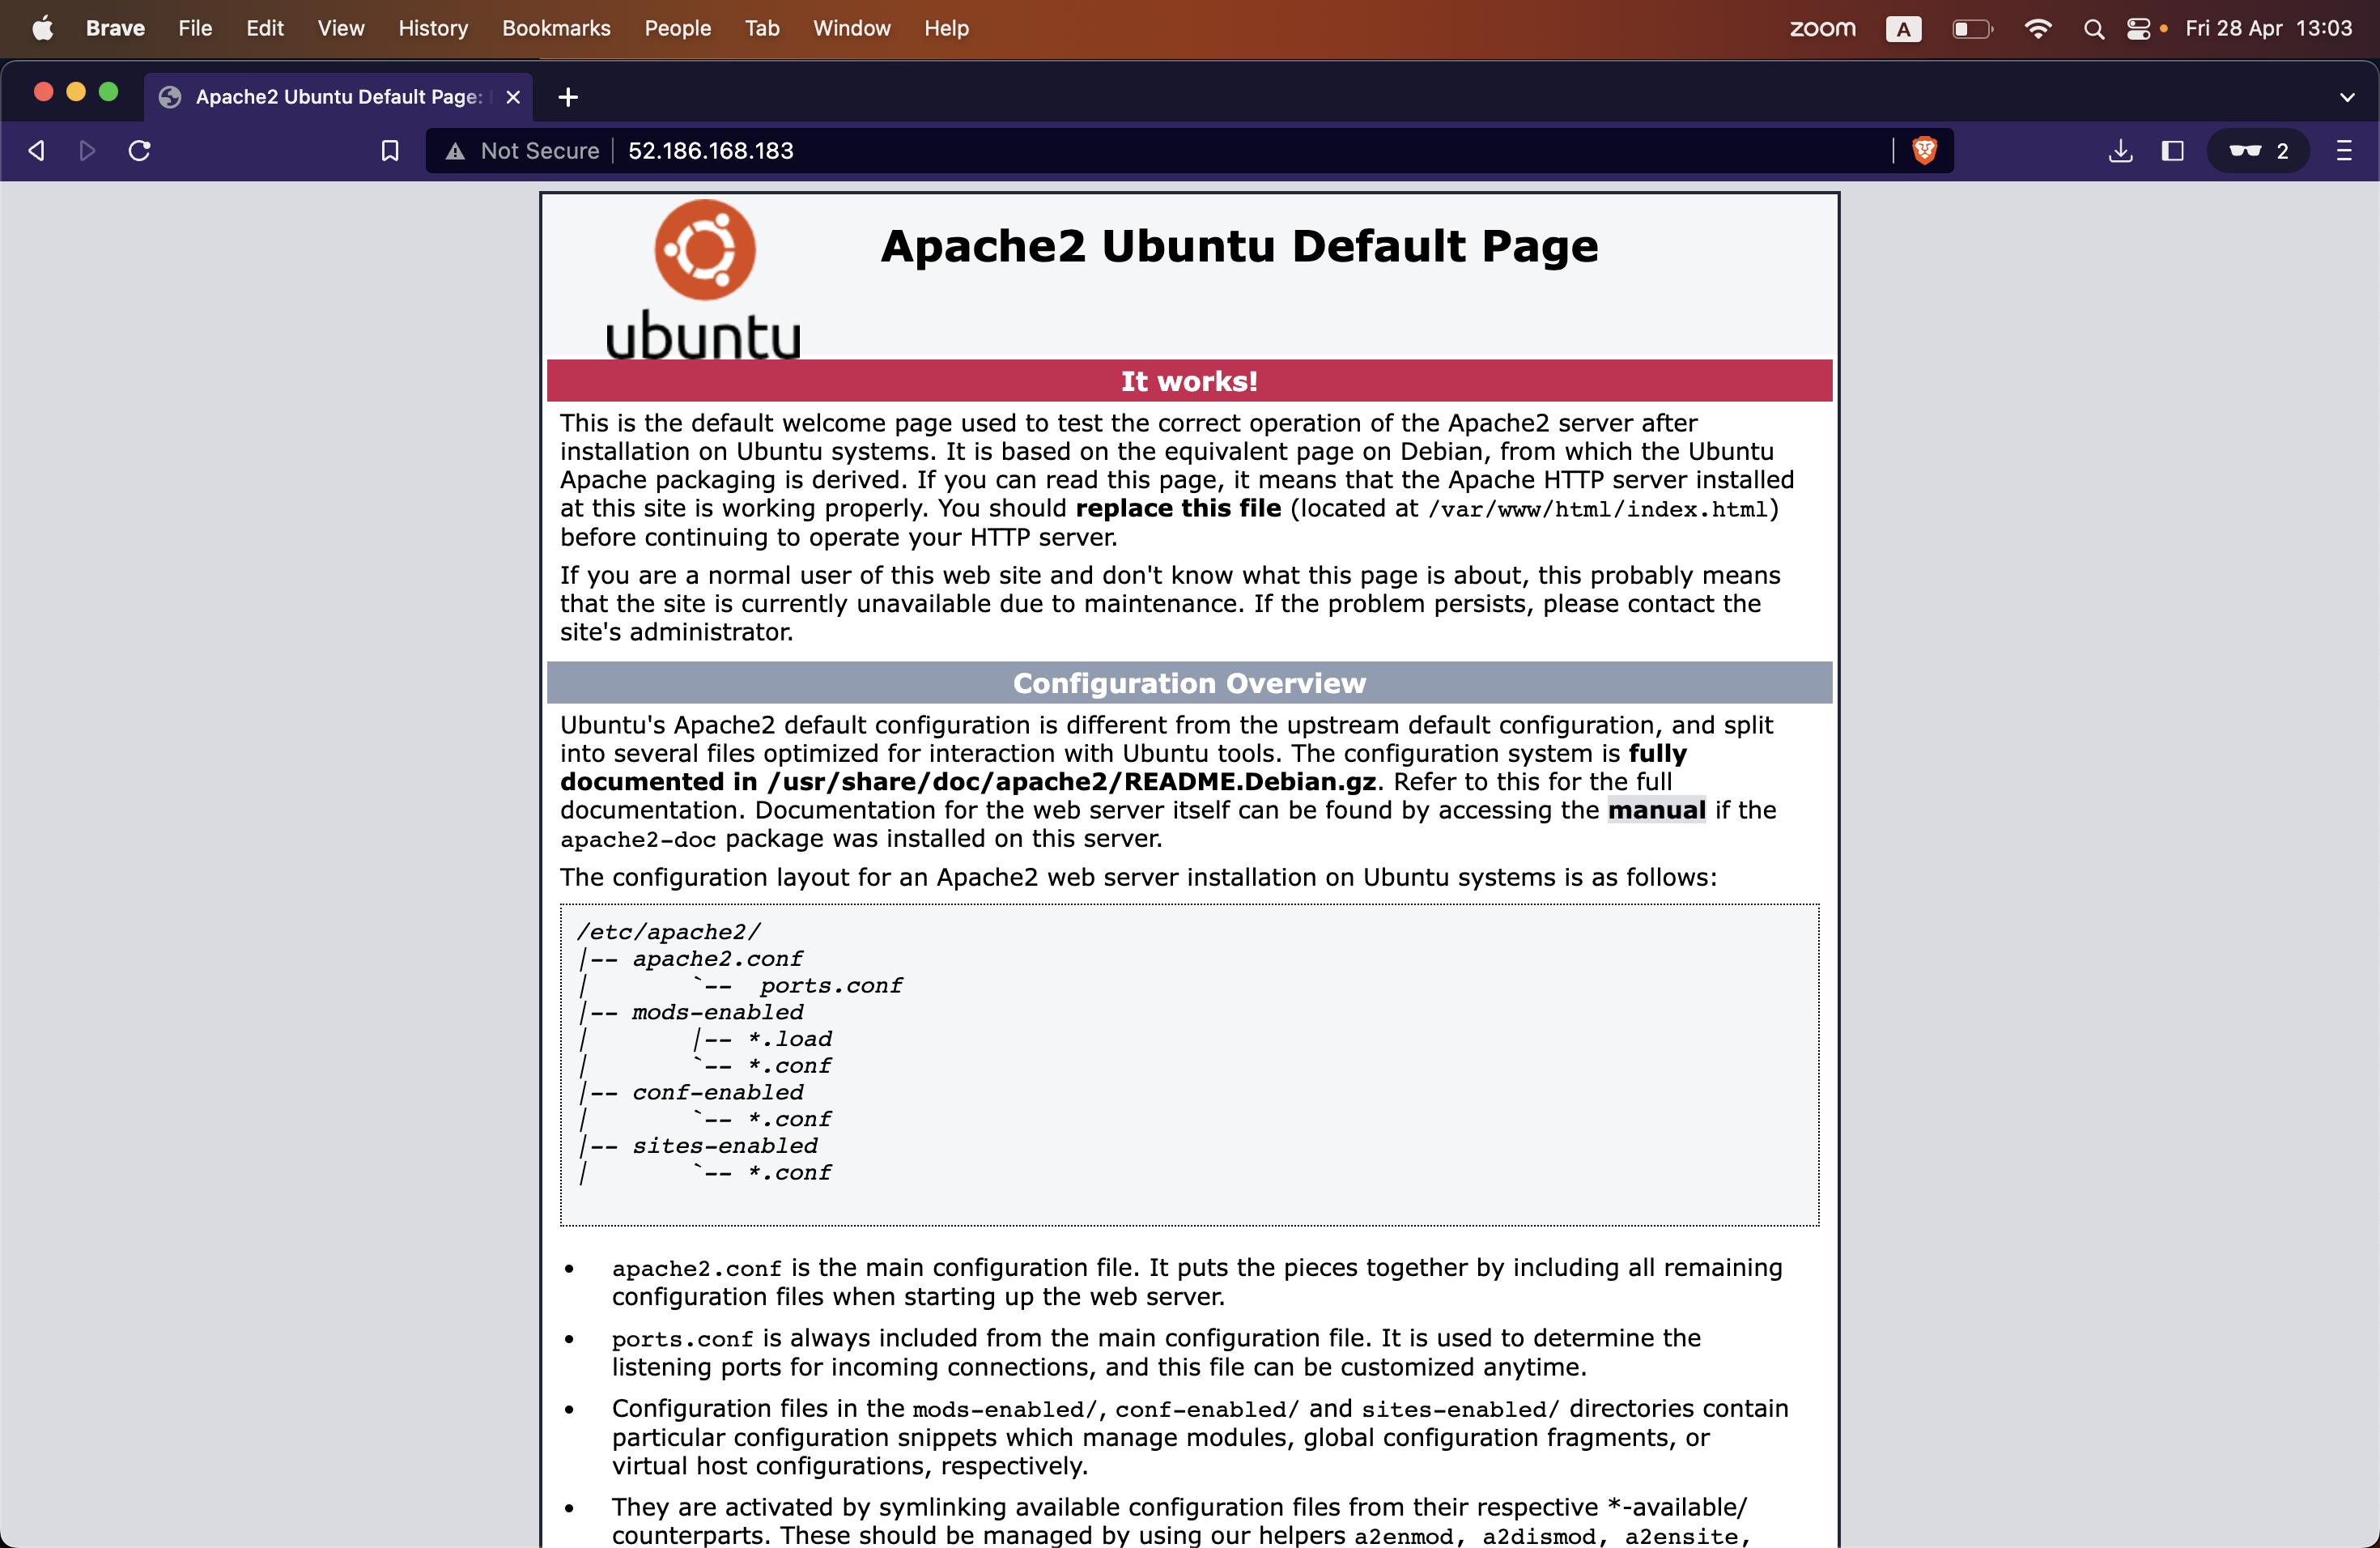 Brave File Edit View History Bookmarks People Tab Window Help zoom A Fri 28 Apr 13:03
Apache2 Ubuntu Default Page:
Not Secure 52.186.168.183 2
ubuntu
Apache2 Ubuntu Default Page
It works!
This is the default welcome page used to test the correct operation of the Apache2 server after
installation on Ubuntu systems. It is based on the equivalent page on Debian, from which the Ubuntu
Apache packaging is derived. If you can read this page, it means that the Apache HTTP server installed
at this site is working properly. You should replace this file (located at /var/www/html/index.html)
before continuing to operate your HTTP server.
If you are a normal user of this web site and don't know what this page is about, this probably means
that the site is currently unavailable due to maintenance. If the problem persists, please contact the
site's administrator.
Configuration Overview
Ubuntu's Apache2 default configuration is different from the upstream default configuration, and split
into several files optimized for interaction with Ubuntu tools. The configuration system is fully
documented in /usr/share/doc/apache2/README.Debian.gz. Refer to this for the full
documentation. Documentation for the web server itself can be found by accessing the manual if the
apache2-doc package was installed on this server.
The configuration layout for an Apache2 web server installation on Ubuntu systems is as follows:
/etc/apache2/
|-- apache2.conf
|       `--  ports.conf
|-- mods-enabled
|       |-- *.load
|       `-- *.conf
|-- conf-enabled
|       `-- *.conf
|-- sites-enabled
|       `-- *.conf
• apache2.conf is the main configuration file. It puts the pieces together by including all remaining
configuration files when starting up the web server.
• ports.conf is always included from the main configuration file. It is used to determine the
listening ports for incoming connections, and this file can be customized anytime.
• Configuration files in the mods-enabled/, conf-enabled/ and sites-enabled/ directories contain
particular configuration snippets which manage modules, global configuration fragments, or
virtual host configurations, respectively.
• They are activated by symlinking available configuration files from their respective *-available/
counterparts. These should be managed by using our helpers a2enmod, a2dismod, a2ensite,